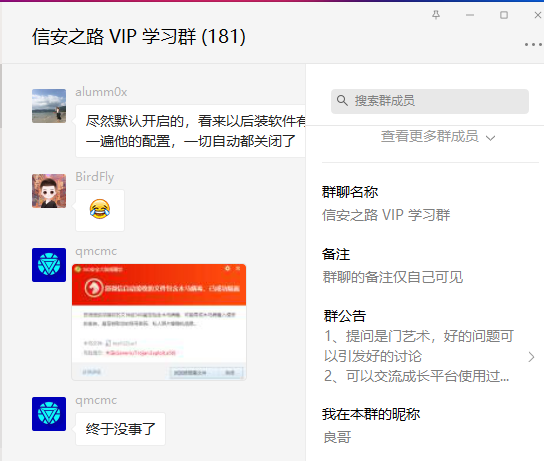 信安之路 VIP 学习群 (181)
alumm0x
尽然默认开启的，看来以后装软件有
一遍他的配置，一切自动都关闭了
BirdFly
qmcmc
qmcmc
终于没事了
搜索群成员
查看更多群成员
群聊名称
信安之路 VIP 学习群
备注
群聊的备注仅自己可见
群公告
1、提问是门艺术，好的问题可
以引发好的讨论
2、可以交流成长平台使用过...
我在本群的昵称
良哥